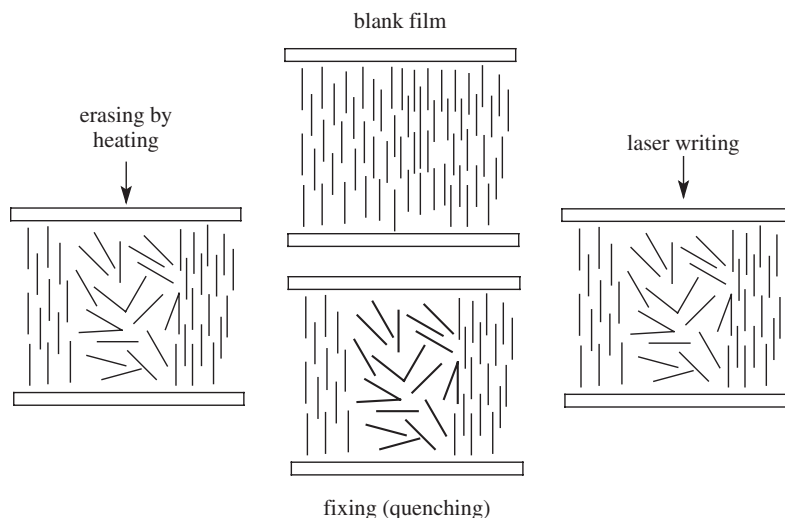 blank film
erasing by
heating
laser writing
fixing (quenching)